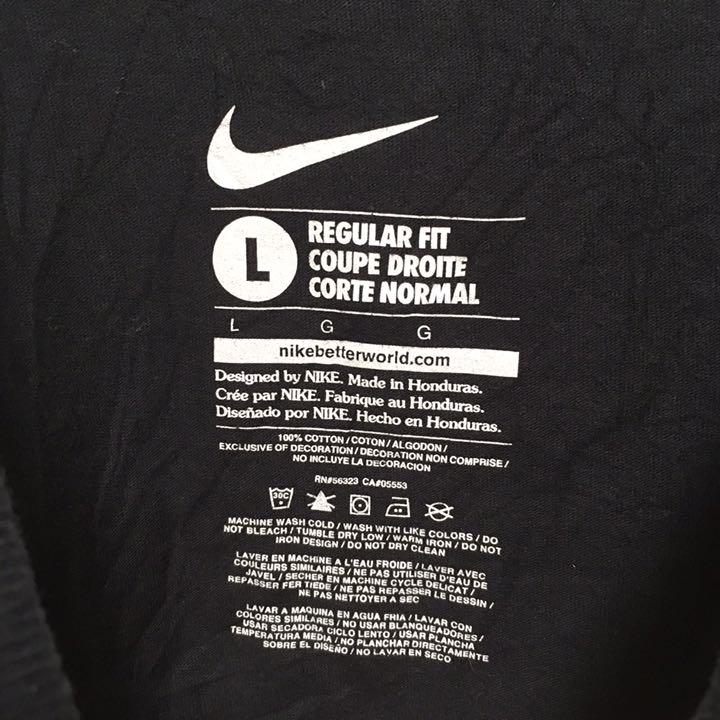 L
REGULAR FIT
COUPE DROITE
CORTE NORMAL
L G G
nikebetterworld.com
Designed by NIKE. Made in Honduras.
Crée par NIKE. Fabrique au Honduras.
Diseñado por NIKE. Hecho en Honduras.
100% COTTON / COTON / ALGODON /
EXCLUSIVE OF DECORATION / DECORATION NON COMPRISE /
NO INCLUYE LA DECORACION
RN#56323 CA#05553
30C
MACHINE WASH COLD / WASH WITH LIKE COLORS / DO
NOT BLEACH / TUMBLE DRY LOW / WARM IRON / DO NOT
IRON DESIGN / DO NOT DRY CLEAN
LAVER EN MACHINE A L'EAU FROIDE / LAVER AVEC
COULEURS SIMILAIRES / NE PAS UTILISER D'EAU DE
JAVEL / SECHER EN MACHINE CYCLE DELICAT /
REPASSER FER TIEDE / NE PAS REPASSER LE DESSIN /
NE PAS NETTOYER A SEC
LAVAR A MAQUINA EN AGUA FRIA / LAVAR CON
COLORES SIMILARES / NO USAR BLANQUEADORES /
USAR SECADORA CICLO LENTO / USAR PLANCHA
TEMPERATURA MEDIA / NO PLANCHAR DIRECTAMENTE
SOBRE EL DISEÑO / NO LAVAR EN SECO